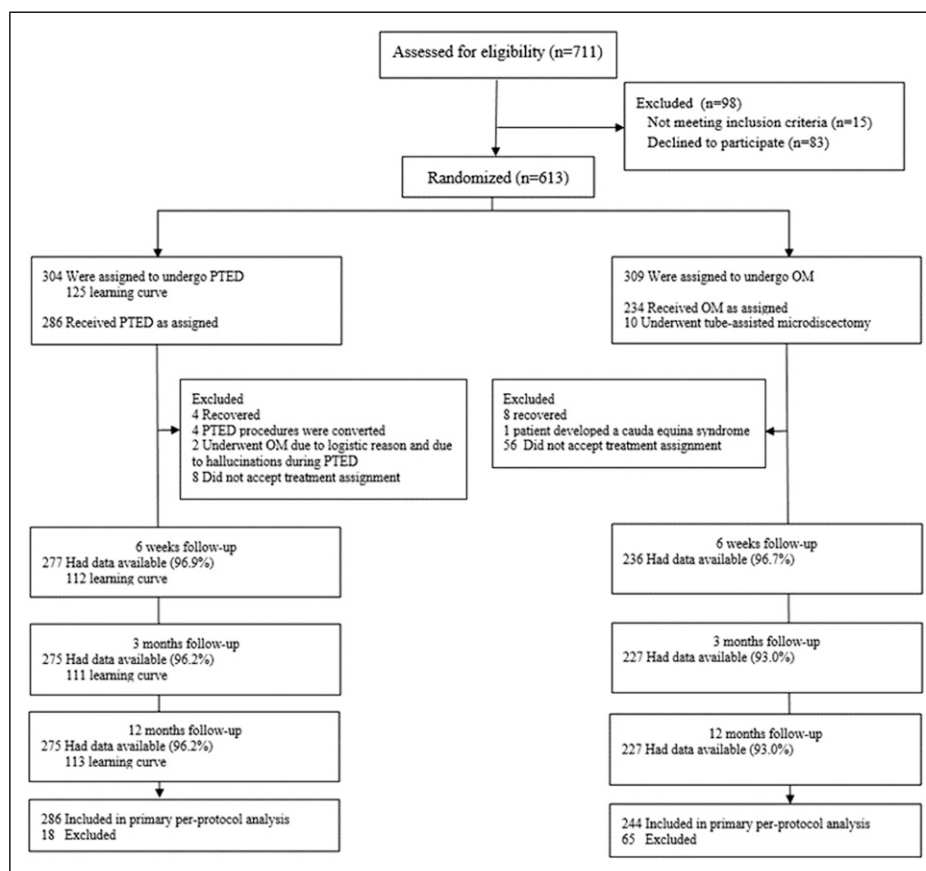 Assessed for eligibility (n=711)
Excluded (n=98)
Not meeting inclusion criteria (n=15)
Declined to participate (n=83)
Randomized (n=613)
304 Were assigned to undergo PTED
125 learning curve
286 Received PTED as assigned
309 Were assigned to undergo OM
234 Received OM as assigned
10 Underwent tube-assisted microdiscectomy
Excluded
4 Recovered
4 PTED procedures were converted
2 Underwent OM due to logistic reason and due
to hallucinations during PTED
8 Did not accept treatment assignment
Excluded
8 recovered
1 patient developed a cauda equina syndrome
56 Did not accept treatment assignment
6 weeks follow-up
277 Had data available (96.9%)
112 learning curve
6 weeks follow-up
236 Had data available (96.7%)
3 months follow-up
275 Had data available (96.2%)
111 learning curve
3 months follow-up
227 Had data available (93.0%)
12 months follow-up
275 Had data available (96.2%)
113 learning curve
12 months follow-up
227 Had data available (93.0%)
286 Included in primary per-protocol analysis
18 Excluded
244 Included in primary per-protocol analysis
65 Excluded